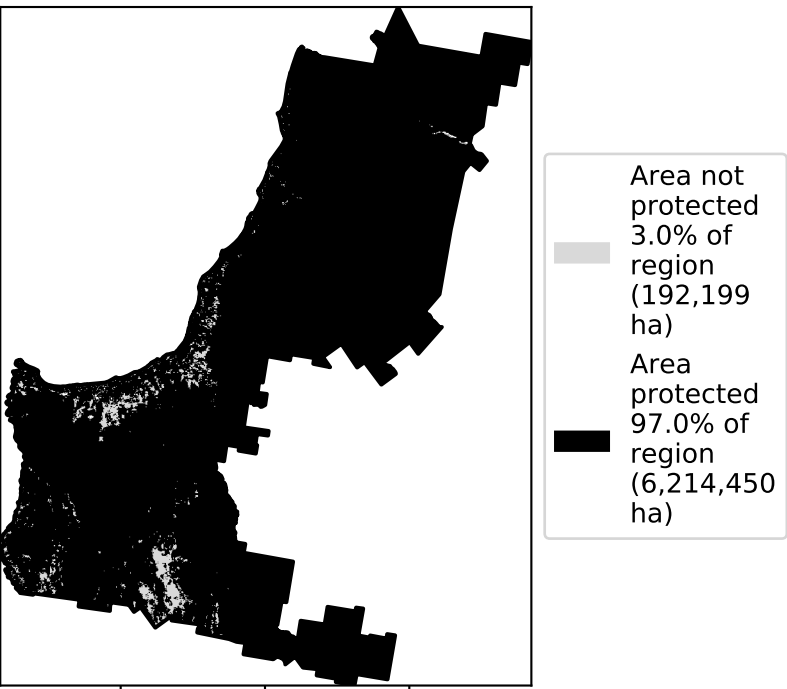 Area not
protected
3.0% of
region
(192,199
ha)
Area
protected
97.0% of
region
(6,214,450
ha)